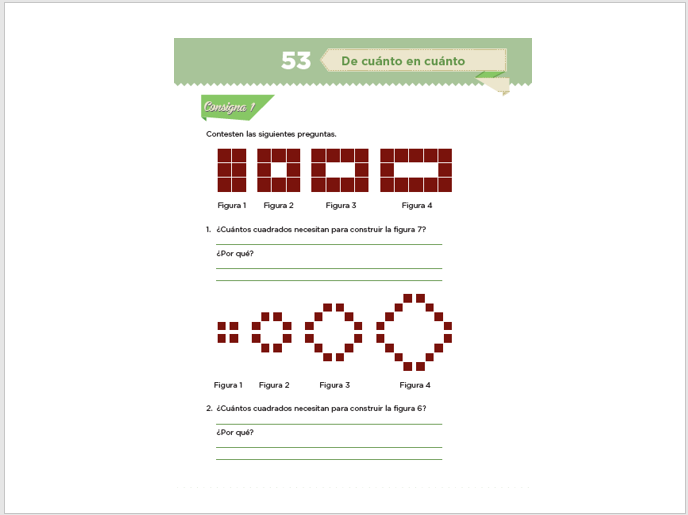 53
De cuánto en cuánto
Consigna 1
Contesten las siguientes preguntas.
Figura 1 Figura 2 Figura 3 Figura 4
1. ¿Cuántos cuadrados necesitan para construir la figura 7?
¿Por qué?
Figura 1 Figura 2 Figura 3 Figura 4
2. ¿Cuántos cuadrados necesitan para construir la figura 6?
¿Por qué?